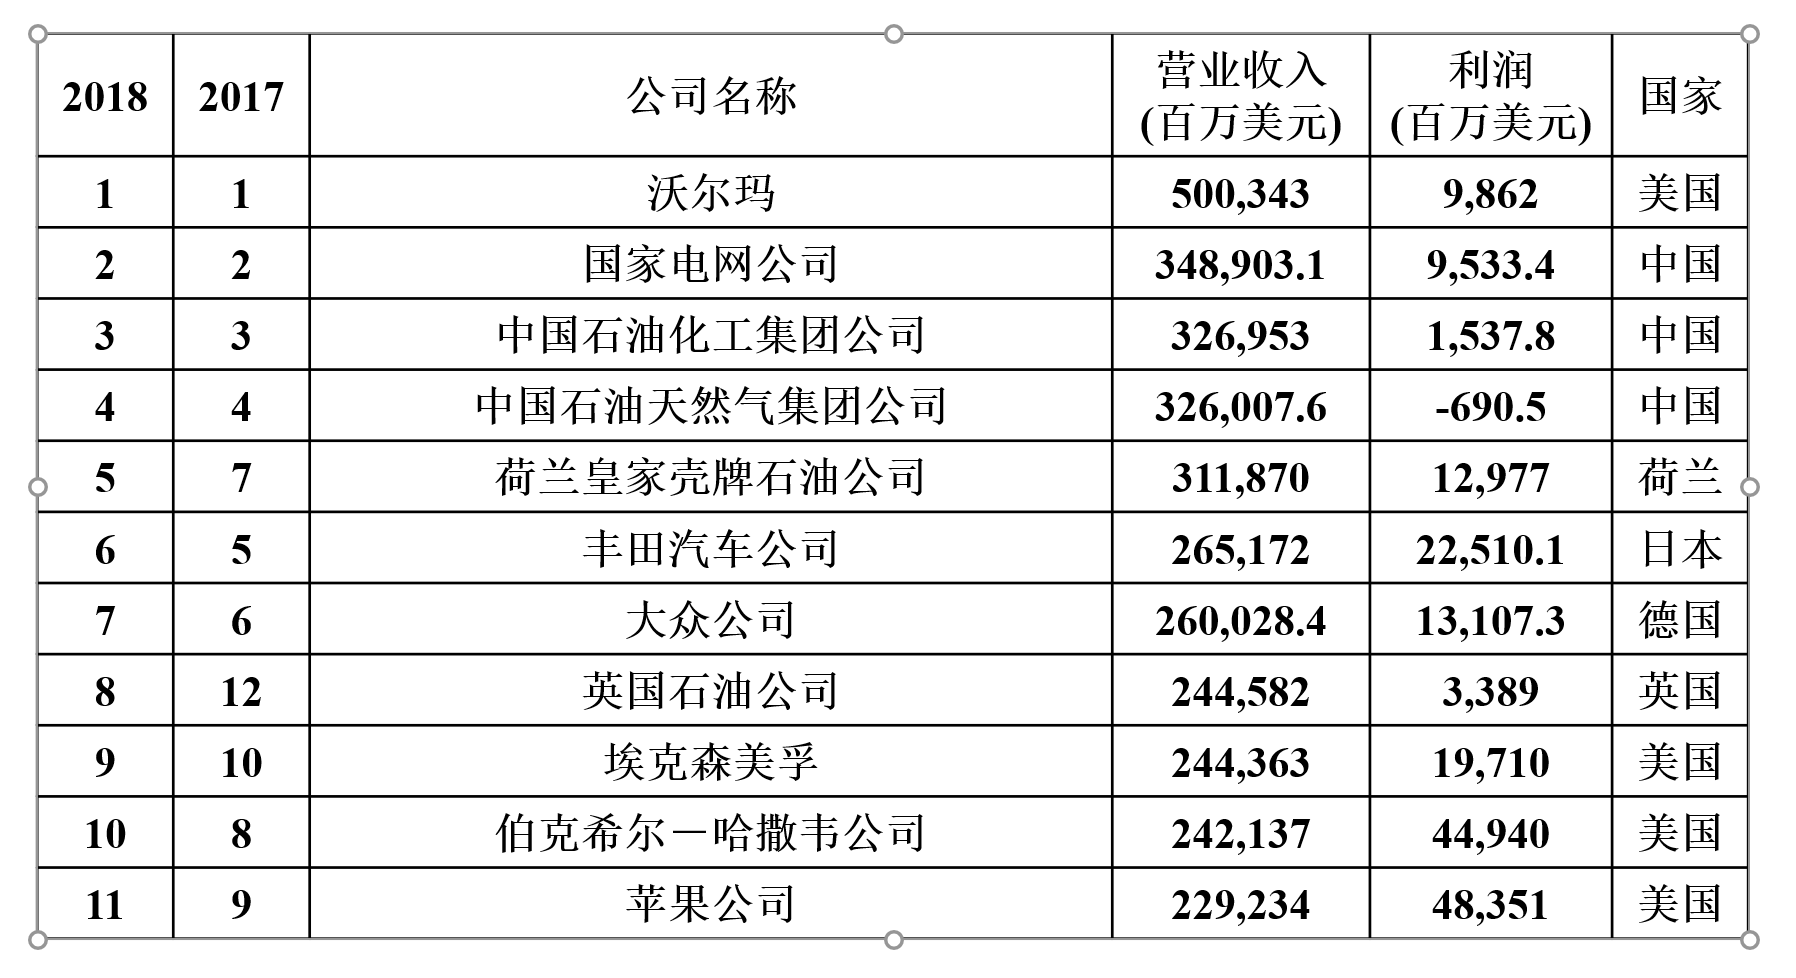 2018 2017 公司名称 营业收入 (百万美元) 利润 (百万美元) 国家
1 1 沃尔玛 500,343 9,862 美国
2 2 国家电网公司 348,903.1 9,533.4 中国
3 3 中国石油化工集团公司 326,953 1,537.8 中国
4 4 中国石油天然气集团公司 326,007.6 -690.5 中国
5 7 荷兰皇家壳牌石油公司 311,870 12,977 荷兰
6 5 丰田汽车公司 265,172 22,510.1 日本
7 6 大众公司 260,028.4 13,107.3 德国
8 12 英国石油公司 244,582 3,389 英国
9 10 埃克森美孚 244,363 19,710 美国
10 8 伯克希尔－哈撒韦公司 242,137 44,940 美国
11 9 苹果公司 229,234 48,351 美国